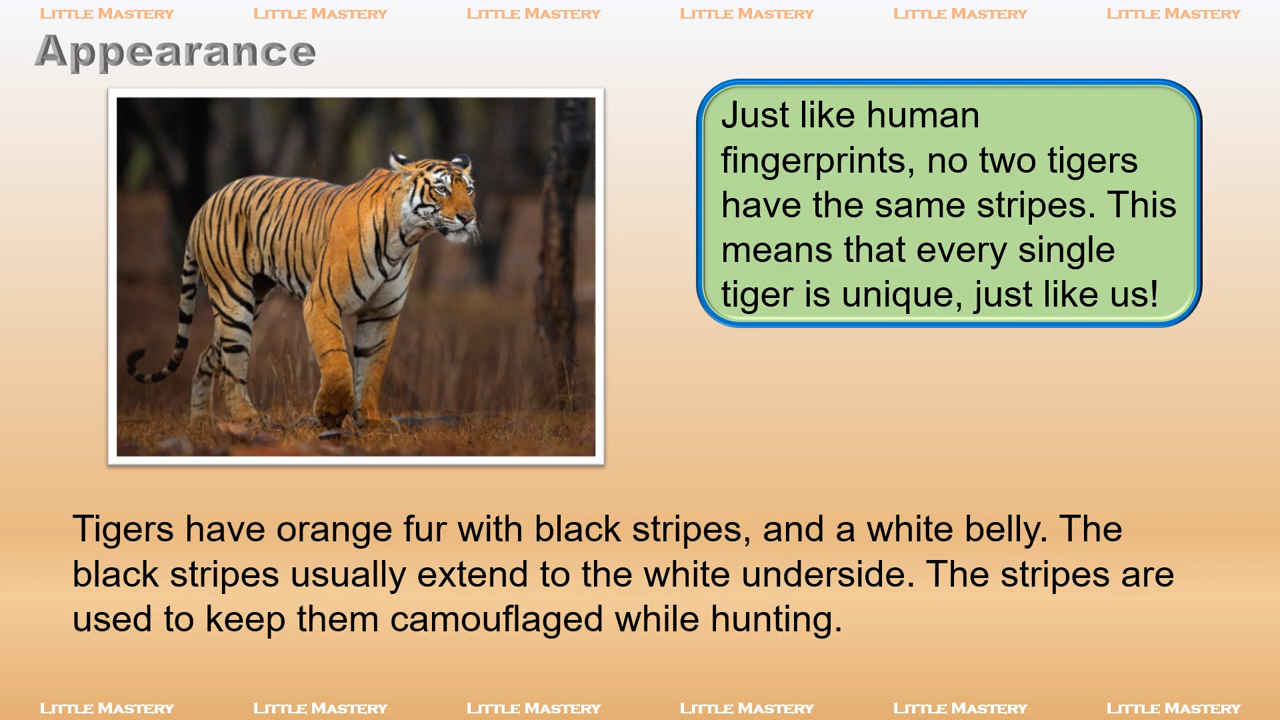 LITTLE MASTERY LITTLE MASTERY LITTLE MASTERY LITTLE MASTERY LITTLE MASTERY LITTLE MASTERY
Appearance
Just like human
fingerprints, no two tigers
have the same stripes. This
means that every single
tiger is unique, just like us!
Tigers have orange fur with black stripes, and a white belly. The
black stripes usually extend to the white underside. The stripes are
used to keep them camouflaged while hunting.
LITTLE MASTERY LITTLE MASTERY LITTLE MASTERY LITTLE MASTERY LITTLE MASTERY LITTLE MASTERY